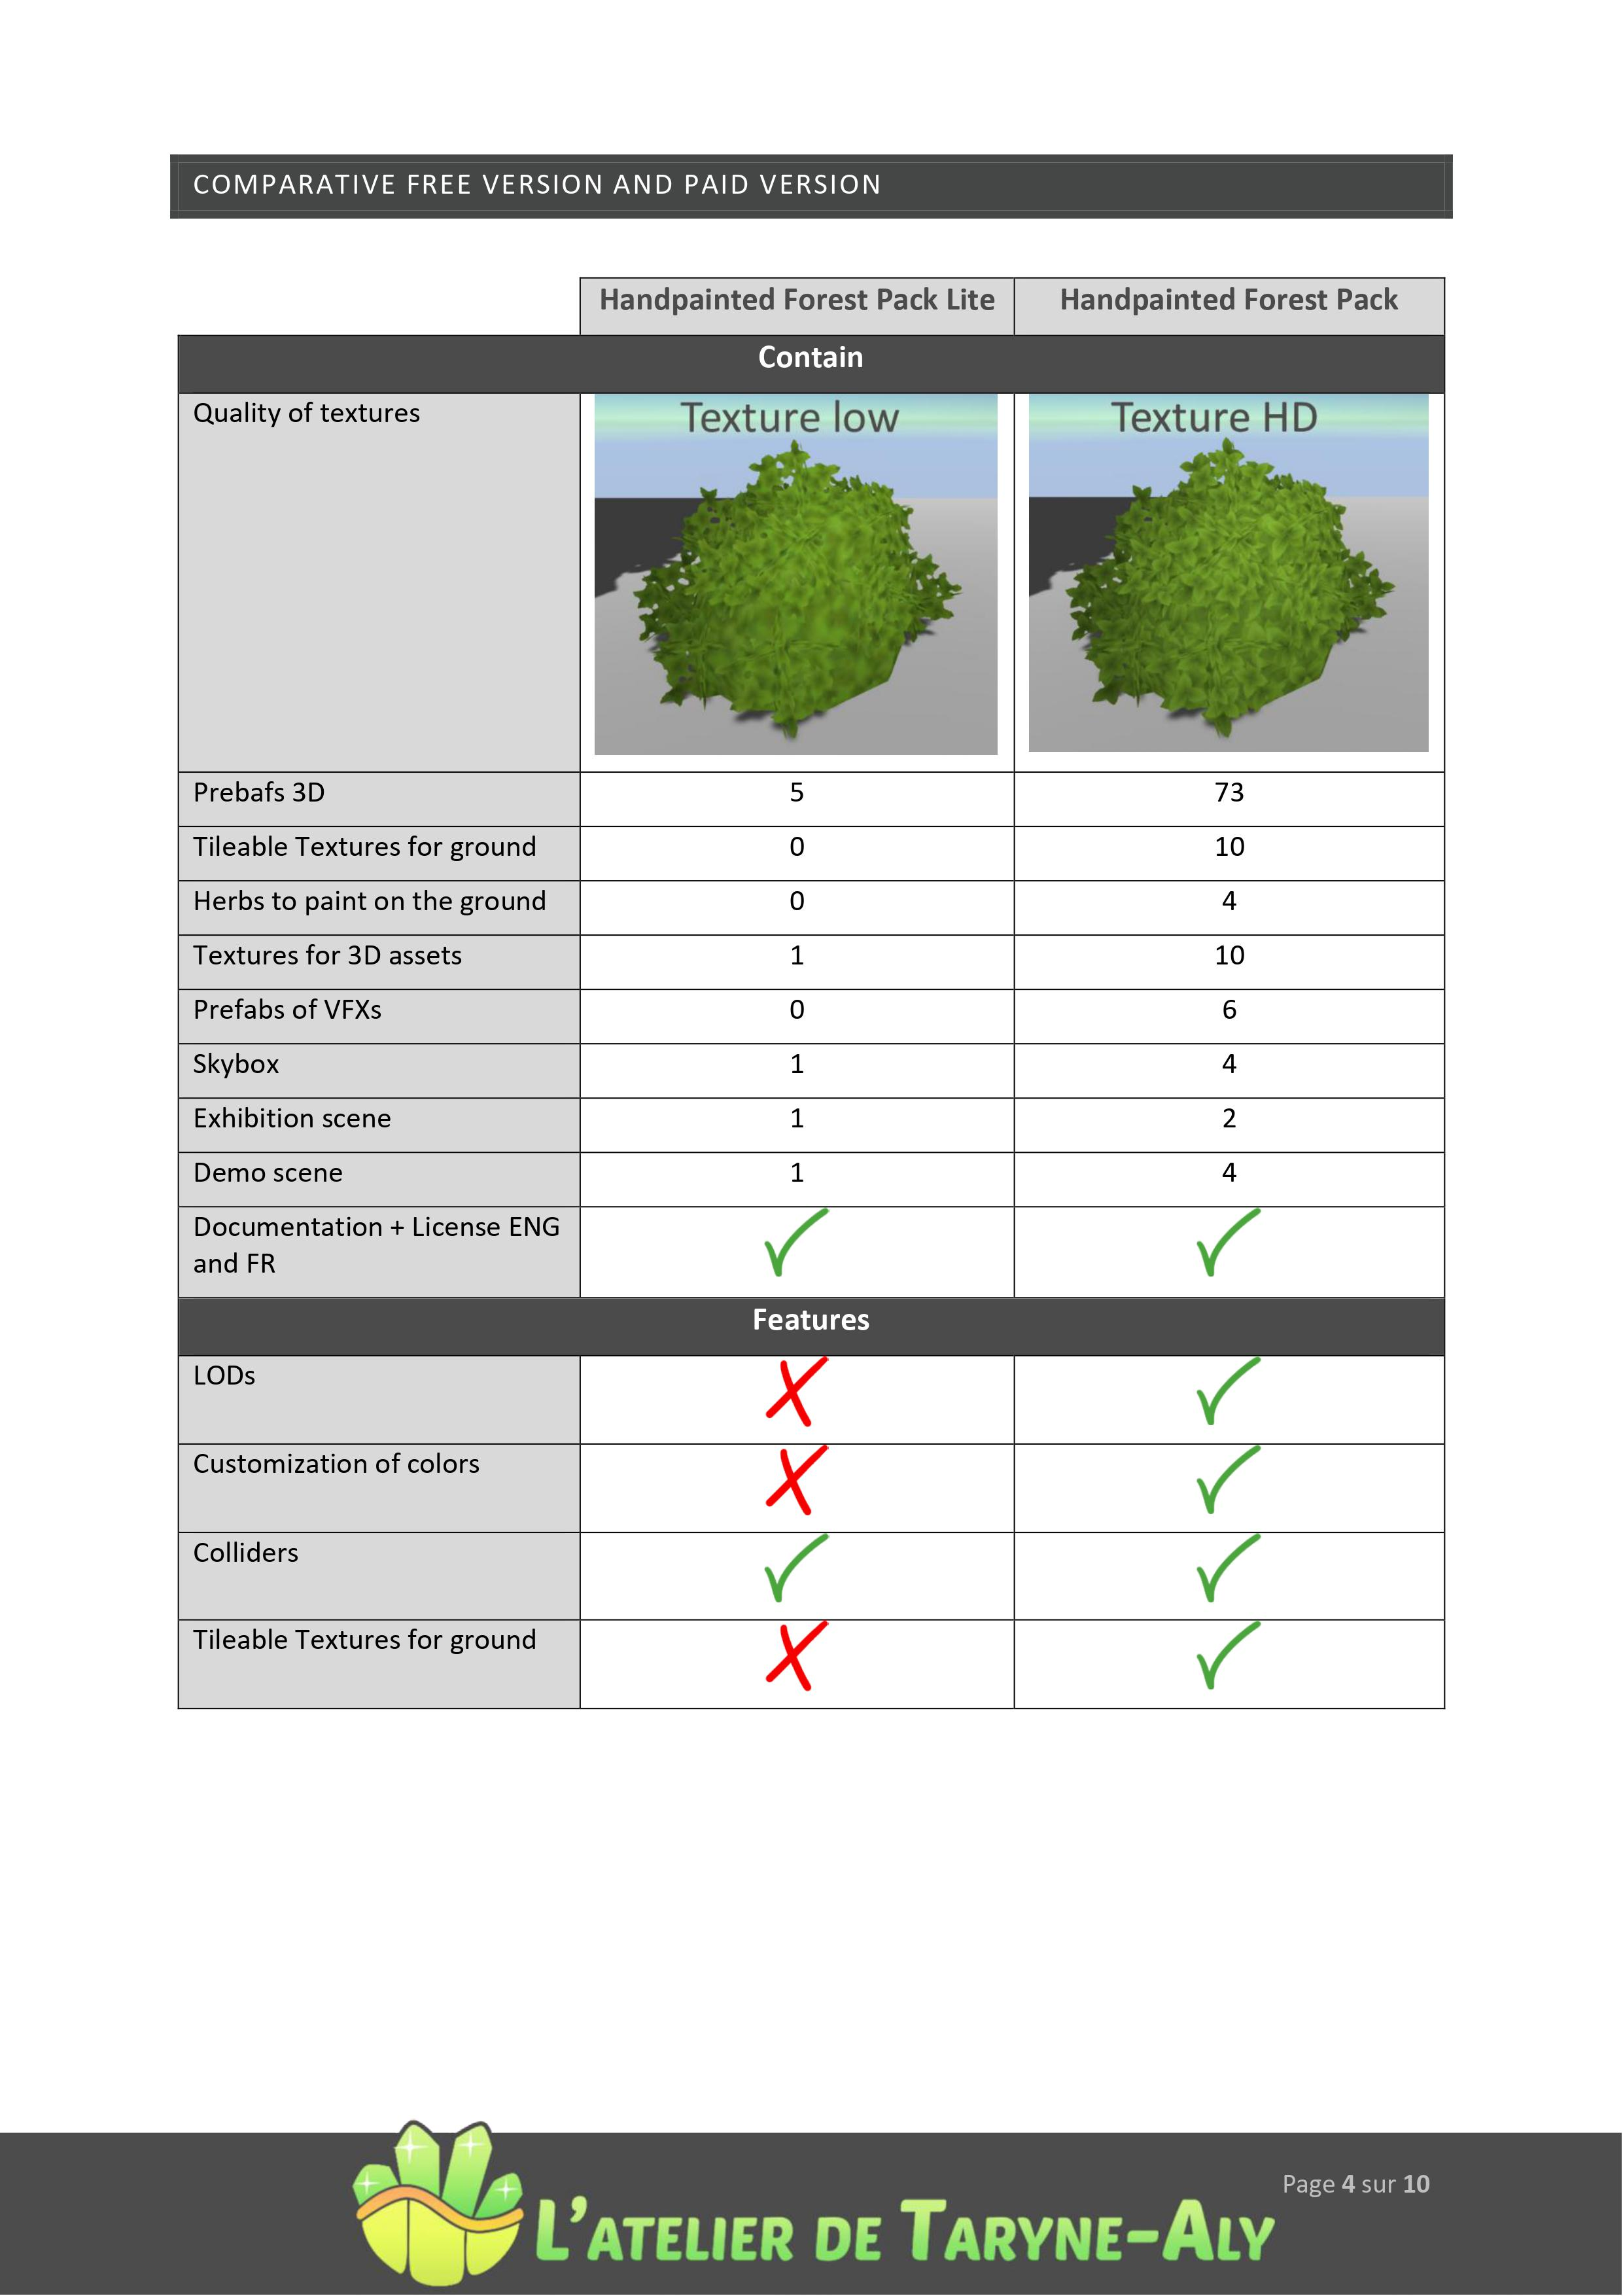 COMPARATIVE FREE VERSION AND PAID VERSION
Handpainted Forest Pack Lite
Handpainted Forest Pack
Contain
Quality of textures
Texture low
Texture HD
Prebafs 3D
5
73
Tileable Textures for ground
0
10
Herbs to paint on the ground
0
4
Textures for 3D assets
1
10
Prefabs of VFXs
0
6
Skybox
1
4
Exhibition scene
1
2
Demo scene
1
4
Documentation + License ENG
and FR
Features
LODs
Customization of colors
Colliders
Tileable Textures for ground
Page 4 sur 10
L’ATELIER DE TARYNE-ALY